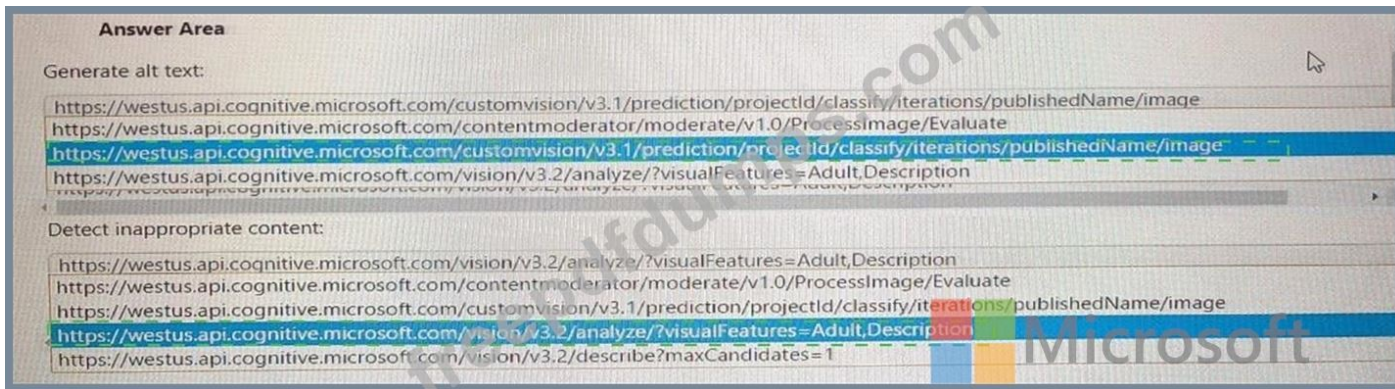 Answer Area
Generate alt text:
https://westus.api.cognitive.microsoft.com/customvision/v3.1/prediction/projectId/classify/iterations/publishedName/image
https://westus.api.cognitive.microsoft.com/contentmoderator/moderate/v1.0/ProcessImage/Evaluate
https://westus.api.cognitive.microsoft.com/customvision/v3.1/prediction/projectId/classify/iterations/publishedName/image
https://westus.api.cognitive.microsoft.com/vision/v3.2/analyze/?visualFeatures=Adult,Description
Detect inappropriate content:
https://westus.api.cognitive.microsoft.com/vision/v3.2/analyze/?visualFeatures=Adult,Description
https://westus.api.cognitive.microsoft.com/contentmoderator/moderate/v1.0/ProcessImage/Evaluate
https://westus.api.cognitive.microsoft.com/customvision/v3.1/prediction/projectId/classify/iterations/publishedName/image
https://westus.api.cognitive.microsoft.com/vision/v3.2/analyze/?visualFeatures=Adult,Description
https://westus.api.cognitive.microsoft.com/vision/v3.2/describe?maxCandidates=1
freepdfdumps.com
Microsoft